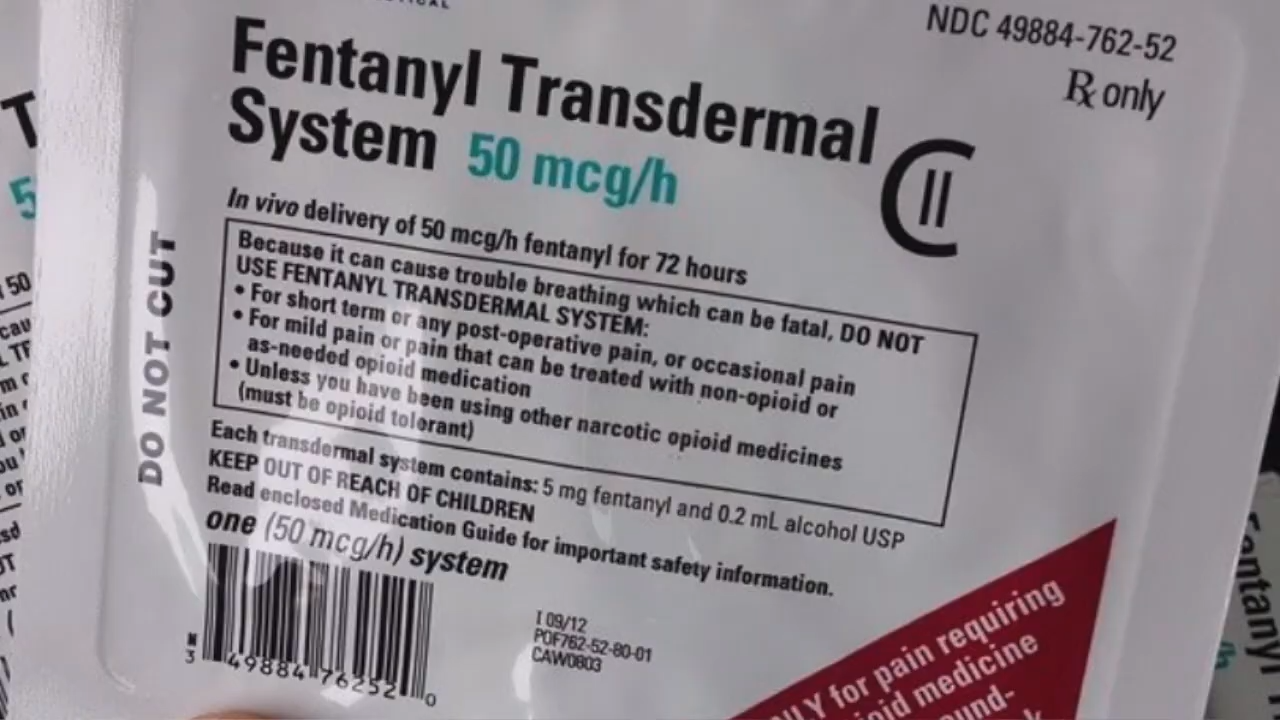 NDC 49884-762-52
Rx only
Fentanyl Transdermal
System 50 mcg/h
CII
In vivo delivery of 50 mcg/h fentanyl for 72 hours
Because it can cause trouble breathing which can be fatal, DO NOT
USE FENTANYL TRANSDERMAL SYSTEM:
• For short term or any post-operative pain, or occasional pain
• For mild pain or pain that can be treated with non-opioid or
as-needed opioid medication
• Unless you have been using other narcotic opioid medicines
(must be opioid tolerant)
Each transdermal system contains: 5 mg fentanyl and 0.2 mL alcohol USP
KEEP OUT OF REACH OF CHILDREN
Read enclosed Medication Guide for important safety information.
one (50 mcg/h) system
DO NOT CUT
N
3 49884 76252 0
I 09/12
POF762-52-80-01
CAW0803
for pain requiring
medicine
Fentanyl